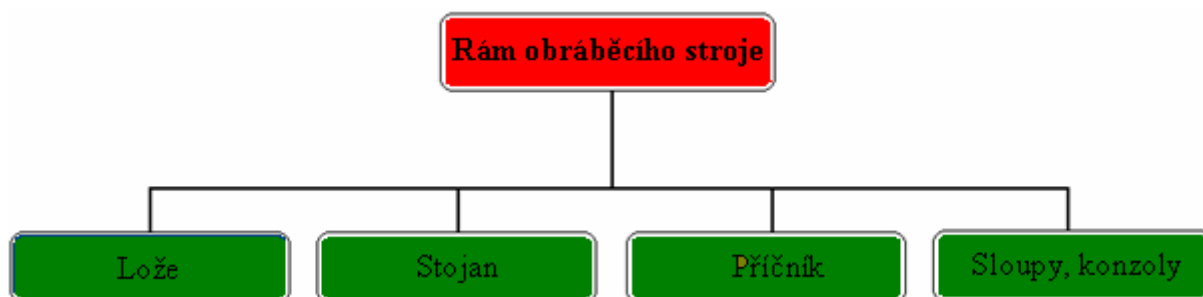 Rám obráběcího stroje
Lože
Stojan
Příčník
Sloupy, konzoly